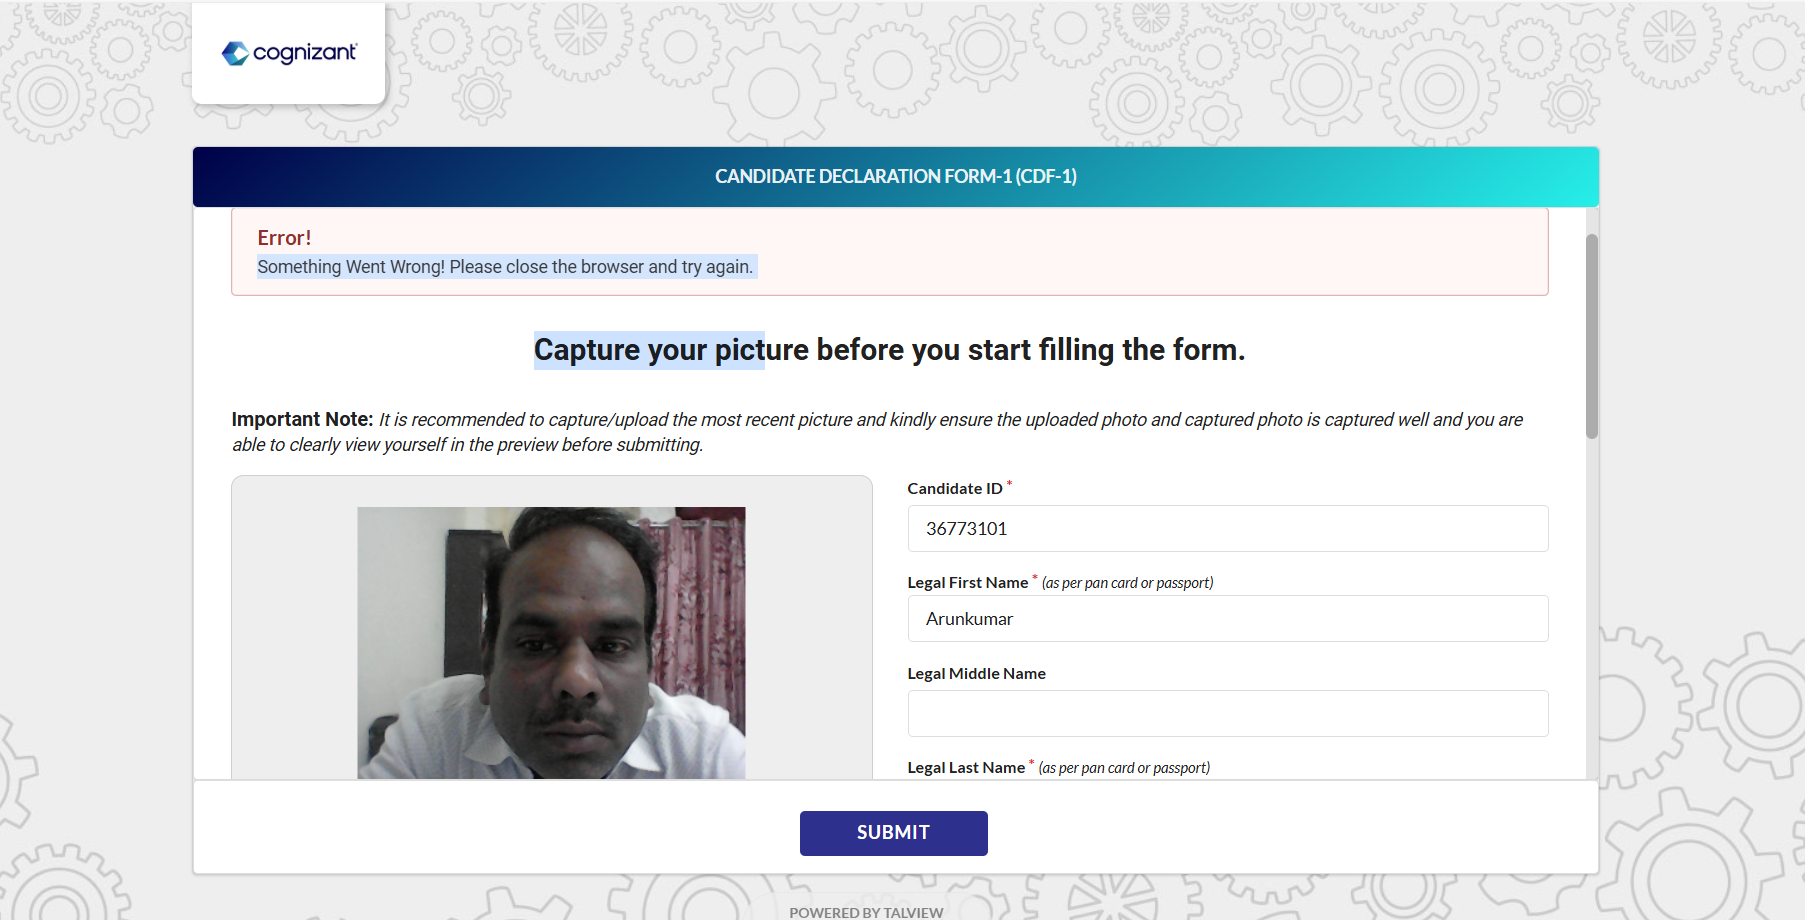 cognizant
CANDIDATE DECLARATION FORM-1 (CDF-1)
Error!
Something Went Wrong! Please close the browser and try again.
Capture your picture before you start filling the form.
Important Note: It is recommended to capture/upload the most recent picture and kindly ensure the uploaded photo and captured photo is captured well and you are
able to clearly view yourself in the preview before submitting.
Candidate ID *
36773101
Legal First Name * (as per pan card or passport)
Arunkumar
Legal Middle Name
Legal Last Name * (as per pan card or passport)
SUBMIT
POWERED BY TALVIEW